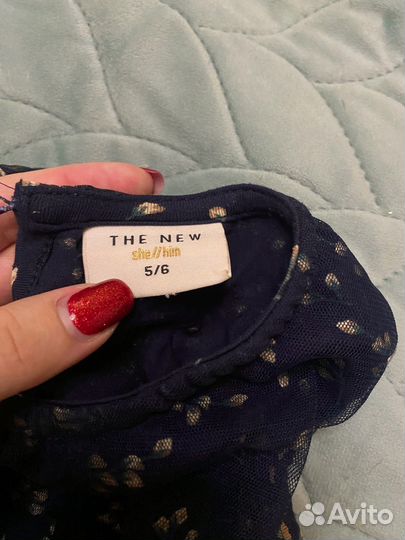 THE NEW
she//him
5/6
Avito